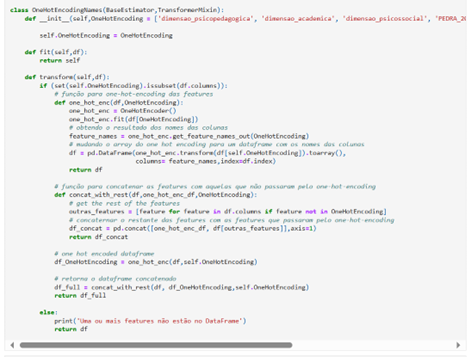 class OneHotEncodingNames(BaseEstimator,TransformerMixin):
def __init__(self,OneHotEncoding = ['dimensao_psicopedagogica', 'dimensao_academica', 'dimensao_psicossocial', 'PEDRA_20
self.OneHotEncoding = OneHotEncoding
def fit(self,df):
return self
def transform(self,df):
if (set(self.OneHotEncoding).issubset(df.columns)):
# função para one-hot-encoding das features
def one_hot_enc(df,OneHotEncoding):
one_hot_enc = OneHotEncoder()
one_hot_enc.fit(df[OneHotEncoding])
# obtendo o resultado dos nomes das colunas
feature_names = one_hot_enc.get_feature_names_out(OneHotEncoding)
# mudando o array do one hot encoding para um dataframe com os nomes das colunas
df = pd.DataFrame(one_hot_enc.transform(df[self.OneHotEncoding]).toarray(),
columns= feature_names,index=df.index)
return df
# função para concatenar as features com aquelas que não passaram pelo one-hot-encoding
def concat_with_rest(df,one_hot_enc_df,OneHotEncoding):
# get the rest of the features
outras_features = [feature for feature in df.columns if feature not in OneHotEncoding]
# concaternar o restante das features com as features que passaram pelo one-hot-encoding
df_concat = pd.concat([one_hot_enc_df, df[outras_features]],axis=1)
return df_concat
# one hot encoded dataframe
df_OneHotEncoding = one_hot_enc(df,self.OneHotEncoding)
# retorna o dataframe concatenado
df_full = concat_with_rest(df, df_OneHotEncoding,self.OneHotEncoding)
return df_full
else:
print('Uma ou mais features não estão no DataFrame')
return df